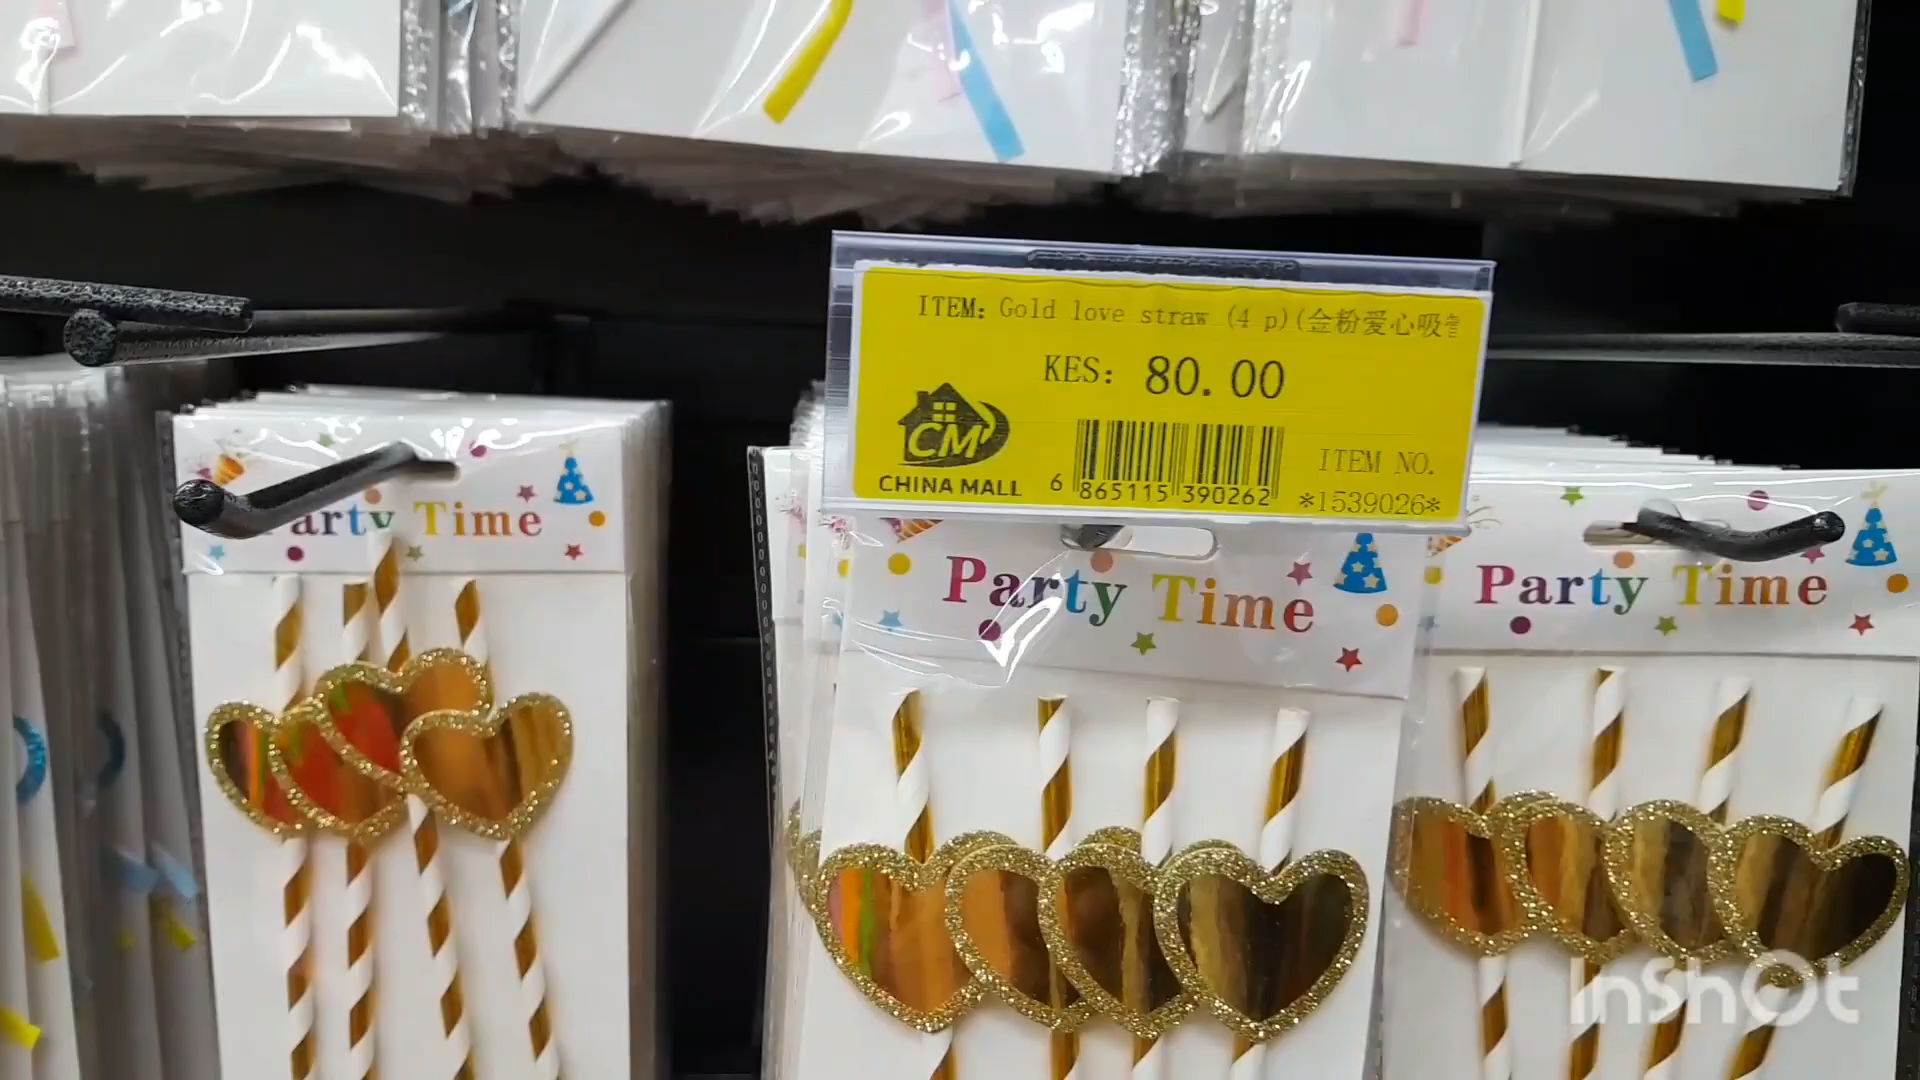 ITEM: Gold love straw (4 p)(金粉爱心吸管
KES: 80.00
CM
CHINA MALL
6 865115 390262
ITEM NO.
*1539026*
Party Time
Party Time
Party Time
InShOt